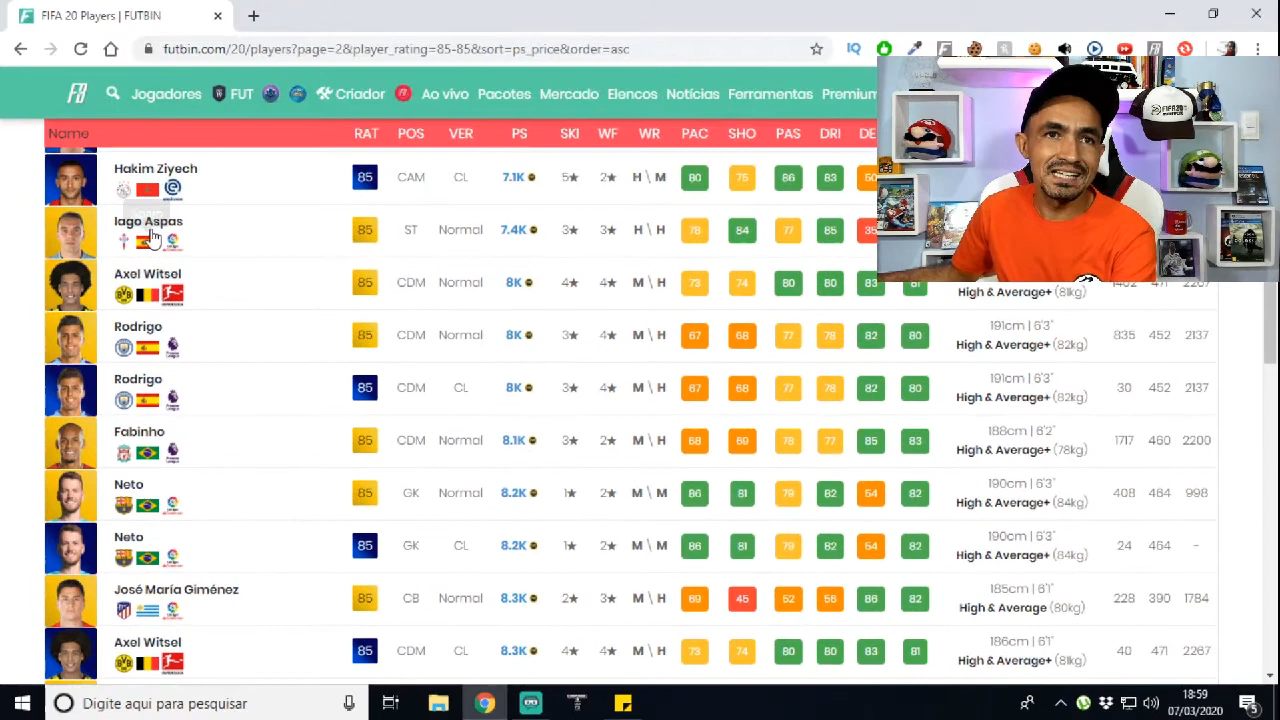 FIFA 20 Players | FUTBIN
futbin.com/20/players?page=2&player_rating=85-85&sort=ps_price&order=asc
Jogadores FUT Criador Ao vivo Pacotes Mercado Elencos Notícias Ferramentas Premium
Name RAT POS VER PS SKI WF WR PAC SHO PAS DRI DE
Hakim Ziyech
85 CAM CL 7.1K 5★ 2★ H \ M 80 75 86 83 50
Iago Aspas
85 ST Normal 7.4K 3★ 3★ H \ H 78 84 77 85 35
Axel Witsel
85 CDM Normal 8K 4★ 4★ M \ H 73 74 80 80 83 81
High & Average+ (81kg)
Rodrigo
85 CDM Normal 8K 3★ 4★ M \ H 67 68 77 78 82 80 191cm | 6'3" 835 452 2137
High & Average+ (82kg)
Rodrigo
85 CDM CL 8K 3★ 4★ M \ H 67 68 77 78 82 80 191cm | 6'3" 30 452 2137
High & Average+ (82kg)
Fabinho
85 CDM Normal 8.1K 3★ 2★ M \ H 68 69 78 77 85 83 188cm | 6'2" 1717 460 2200
High & Average+ (78kg)
Neto
85 GK Normal 8.2K 1★ 2★ M \ M 86 81 79 82 54 82 190cm | 6'3" 408 464 998
High & Average+ (84kg)
Neto
85 GK CL 8.2K 1★ 2★ M \ M 86 81 79 82 54 82 190cm | 6'3" 24 464 -
High & Average+ (84kg)
José María Giménez
85 CB Normal 8.3K 2★ 3★ M \ H 69 45 52 56 86 82 185cm | 6'1" 228 390 1784
High & Average (80kg)
Axel Witsel
85 CDM CL 8.3K 4★ 4★ M \ H 73 74 80 80 83 81 186cm | 6'1" 40 471 2267
High & Average+ (81kg)
Digite aqui para pesquisar
18:59
07/03/2020
5